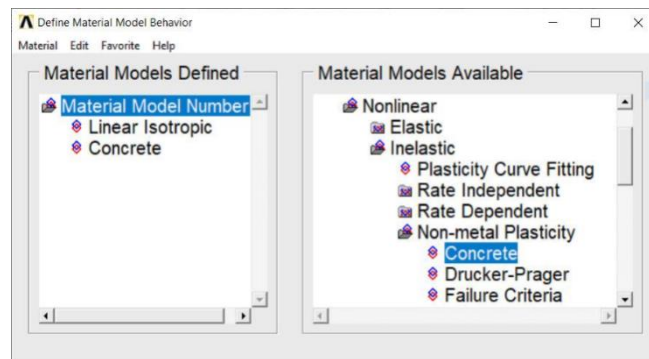 Define Material Model Behavior
Material Edit Favorite Help
Material Models Defined
Material Model Number
Linear Isotropic
Concrete
Material Models Available
Nonlinear
Elastic
Inelastic
Plasticity Curve Fitting
Rate Independent
Rate Dependent
Non-metal Plasticity
Concrete
Drucker-Prager
Failure Criteria